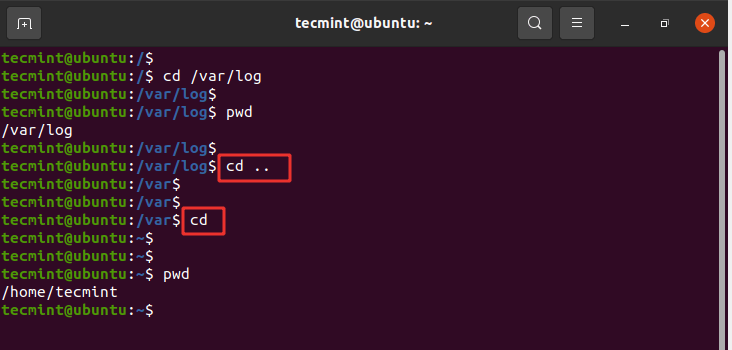 tecmint@ubuntu: ~
tecmint@ubuntu:/$
tecmint@ubuntu:/$ cd /var/log
tecmint@ubuntu:/var/log$
tecmint@ubuntu:/var/log$ pwd
/var/log
tecmint@ubuntu:/var/log$
tecmint@ubuntu:/var/log$ cd ..
tecmint@ubuntu:/var$
tecmint@ubuntu:/var$
tecmint@ubuntu:/var$ cd
tecmint@ubuntu:~$
tecmint@ubuntu:~$
tecmint@ubuntu:~$ pwd
/home/tecmint
tecmint@ubuntu:~$